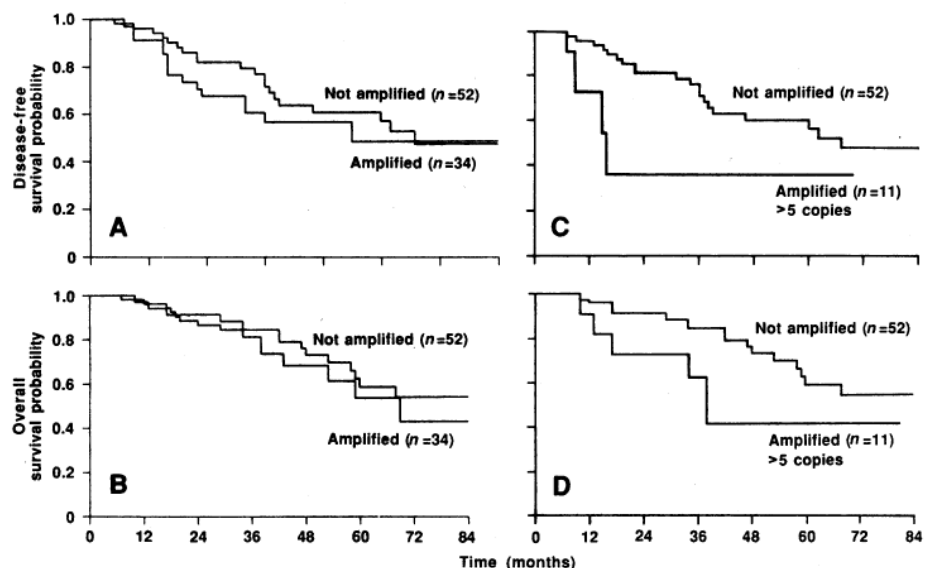 Disease-free
survival probability
1.0
0.8
0.6
0.4
0.2
0
Not amplified (n=52)
Amplified (n=34)
A
Not amplified (n=52)
Amplified (n=11)
>5 copies
C
Overall
survival probability
1.0
0.8
0.6
0.4
0.2
0
Not amplified (n=52)
Amplified (n=34)
B
0 12 24 36 48 60 72 84
Not amplified (n=52)
Amplified (n=11)
>5 copies
D
0 12 24 36 48 60 72 84
Time (months)